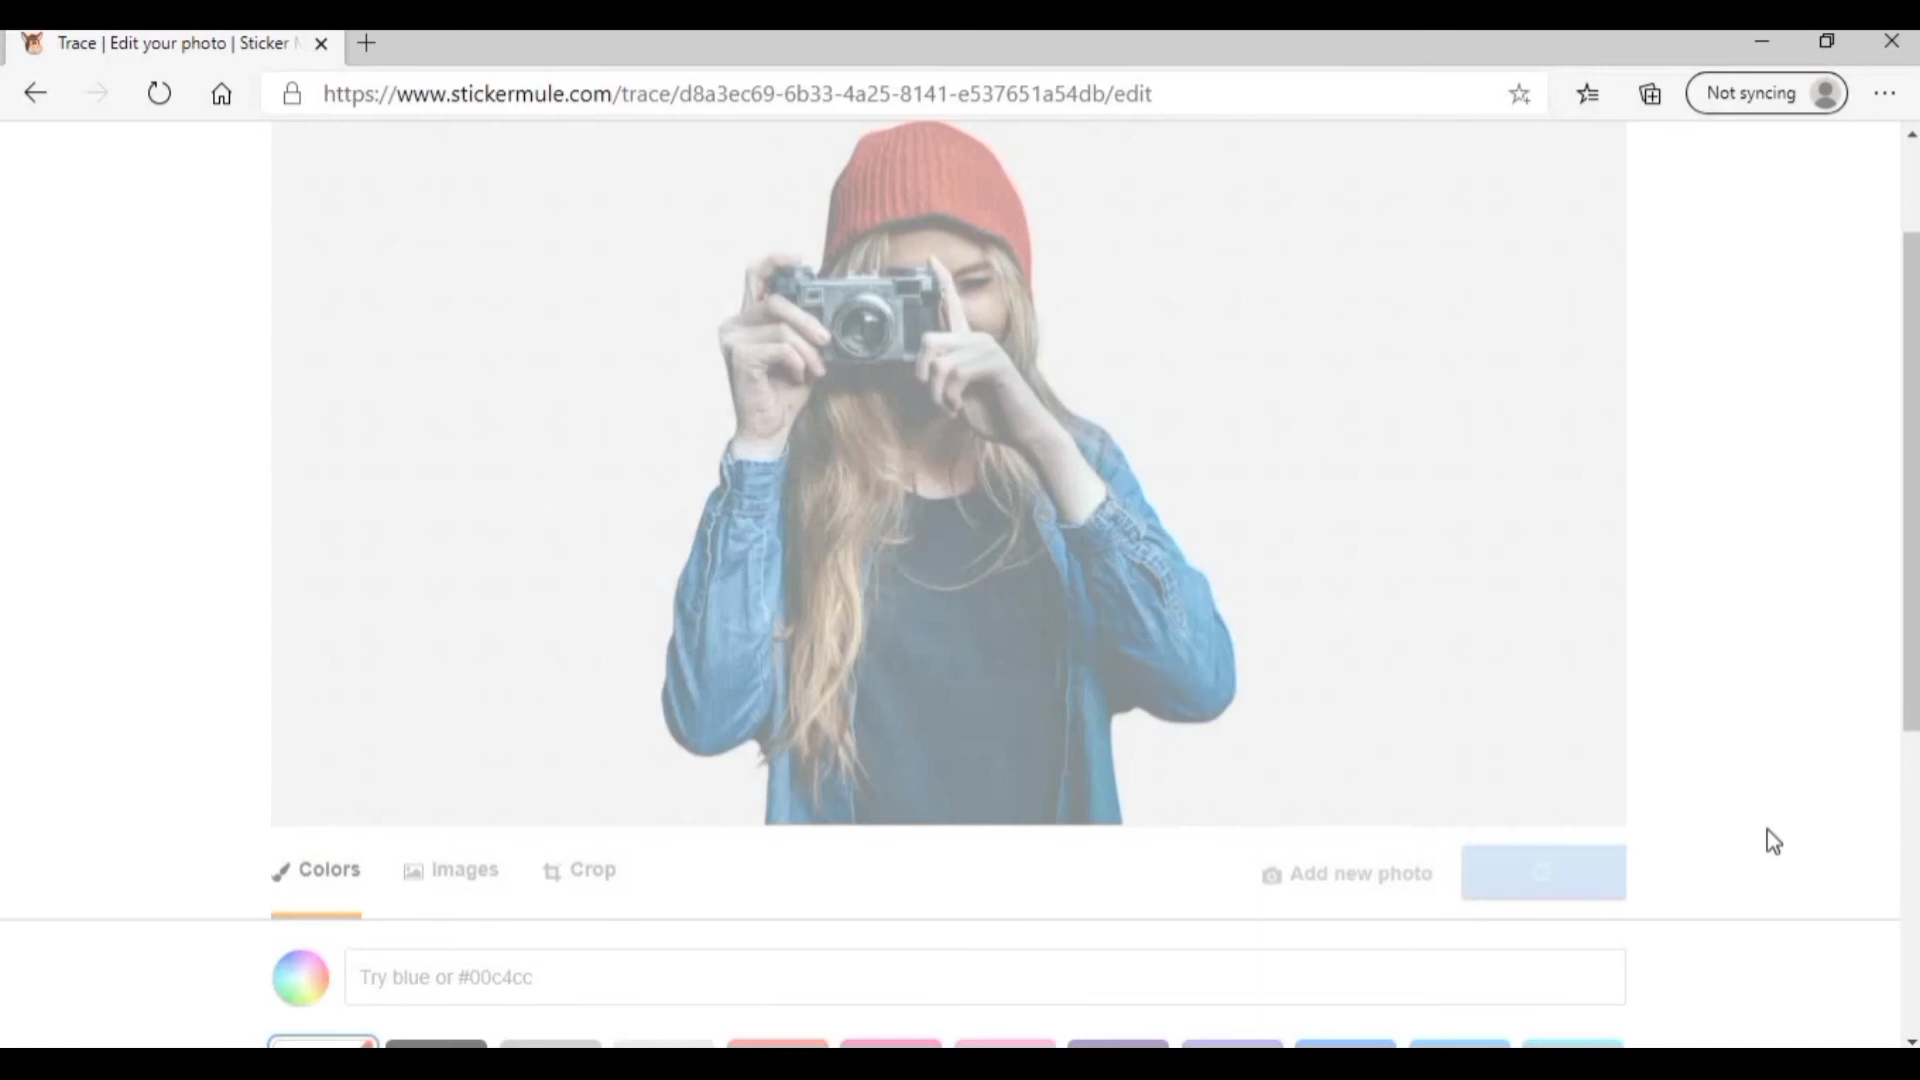 Trace | Edit your photo | Sticker
https://www.stickermule.com/trace/d8a3ec69-6b33-4a25-8141-e537651a54db/edit
Not syncing
Colors
Images
Crop
Add new photo
Try blue or #00c4cc